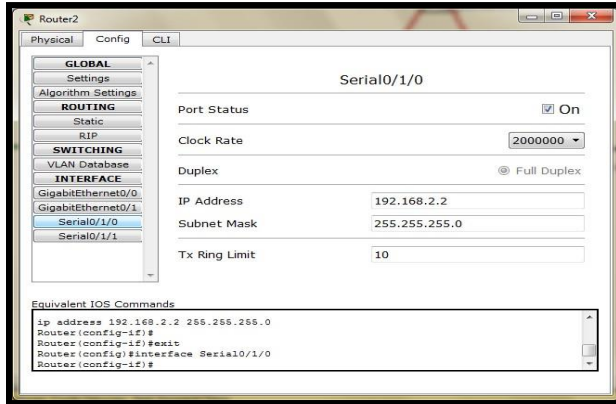 Router2
Physical Config CLI
GLOBAL
Settings
Algorithm Settings
ROUTING
Static
RIP
SWITCHING
VLAN Database
INTERFACE
GigabitEthernet0/0
GigabitEthernet0/1
Serial0/1/0
Serial0/1/1
Serial0/1/0
Port Status On
Clock Rate 2000000
Duplex Full Duplex
IP Address 192.168.2.2
Subnet Mask 255.255.255.0
Tx Ring Limit 10
Equivalent IOS Commands
ip address 192.168.2.2 255.255.255.0
Router(config-if)#
Router(config-if)#exit
Router(config)#interface Serial0/1/0
Router(config-if)#